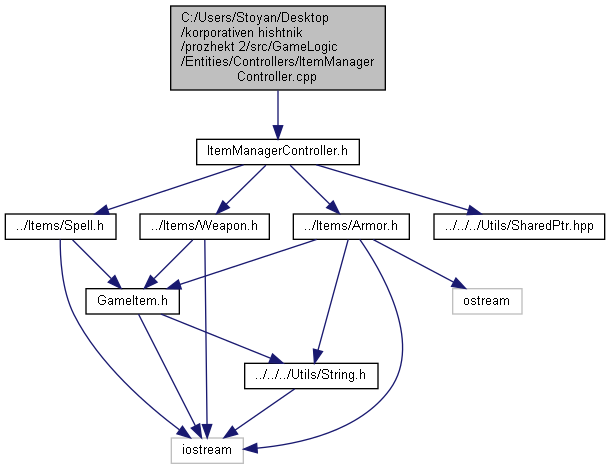 C:/Users/Stoyan/Desktop
/korporativen hishtnik
/prozhekt 2/src/GameLogic
/Entities/Controllers/ItemManager
Controller.cpp
ItemManagerController.h
../Items/Spell.h
../Items/Weapon.h
../Items/Armor.h
../../../Utils/SharedPtr.hpp
GameItem.h
ostream
../../../Utils/String.h
iostream